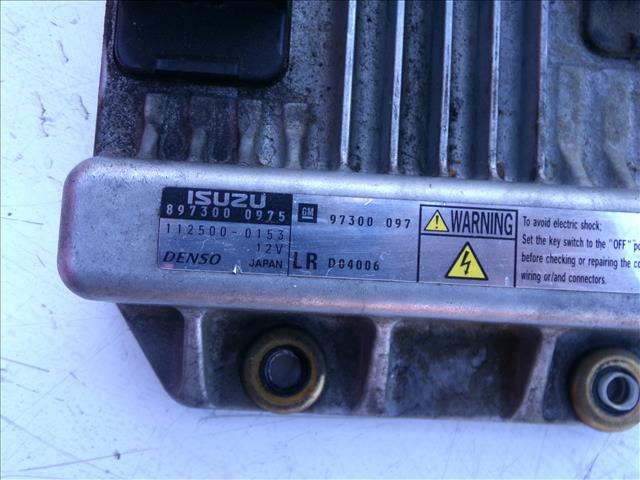 ISUZU
897300 0975
112500-0153
12V
DENSO JAPAN
GM 97300 097
LR D04006
WARNING
To avoid electric shock;
Set the key switch to the "OFF"
before checking or repairing the
wiring or/and connectors.